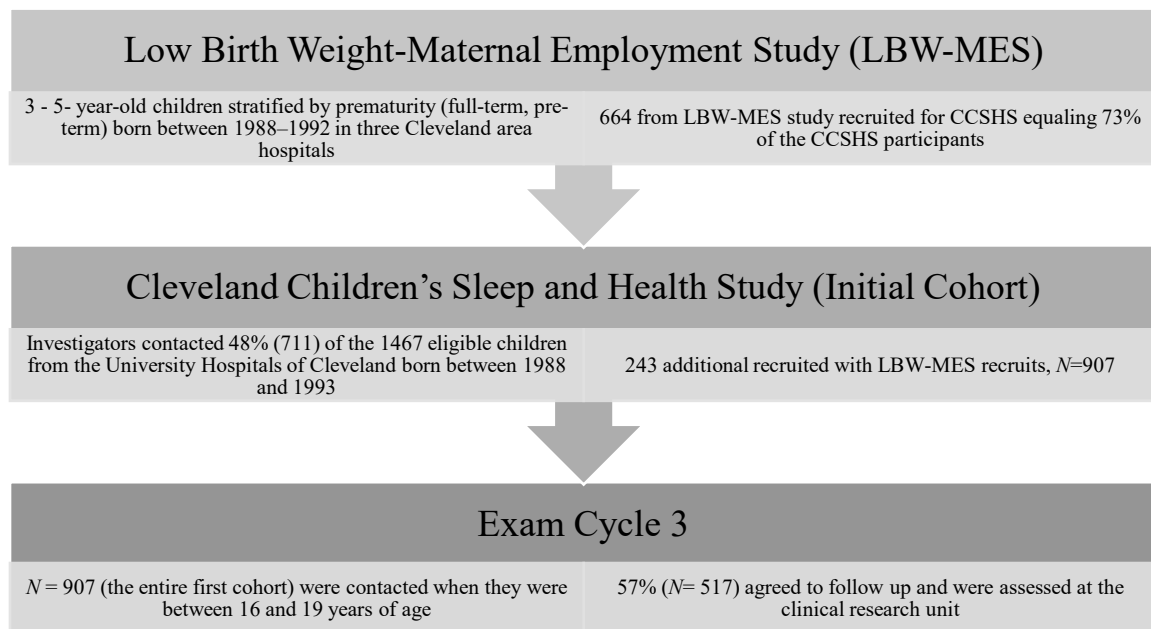 Low Birth Weight-Maternal Employment Study (LBW-MES)
3 - 5- year-old children stratified by prematurity (full-term, pre-
term) born between 1988–1992 in three Cleveland area
hospitals
664 from LBW-MES study recruited for CCSHS equaling 73%
of the CCSHS participants
Cleveland Children’s Sleep and Health Study (Initial Cohort)
Investigators contacted 48% (711) of the 1467 eligible children
from the University Hospitals of Cleveland born between 1988
and 1993
243 additional recruited with LBW-MES recruits, N=907
Exam Cycle 3
N = 907 (the entire first cohort) were contacted when they were
between 16 and 19 years of age
57% (N= 517) agreed to follow up and were assessed at the
clinical research unit